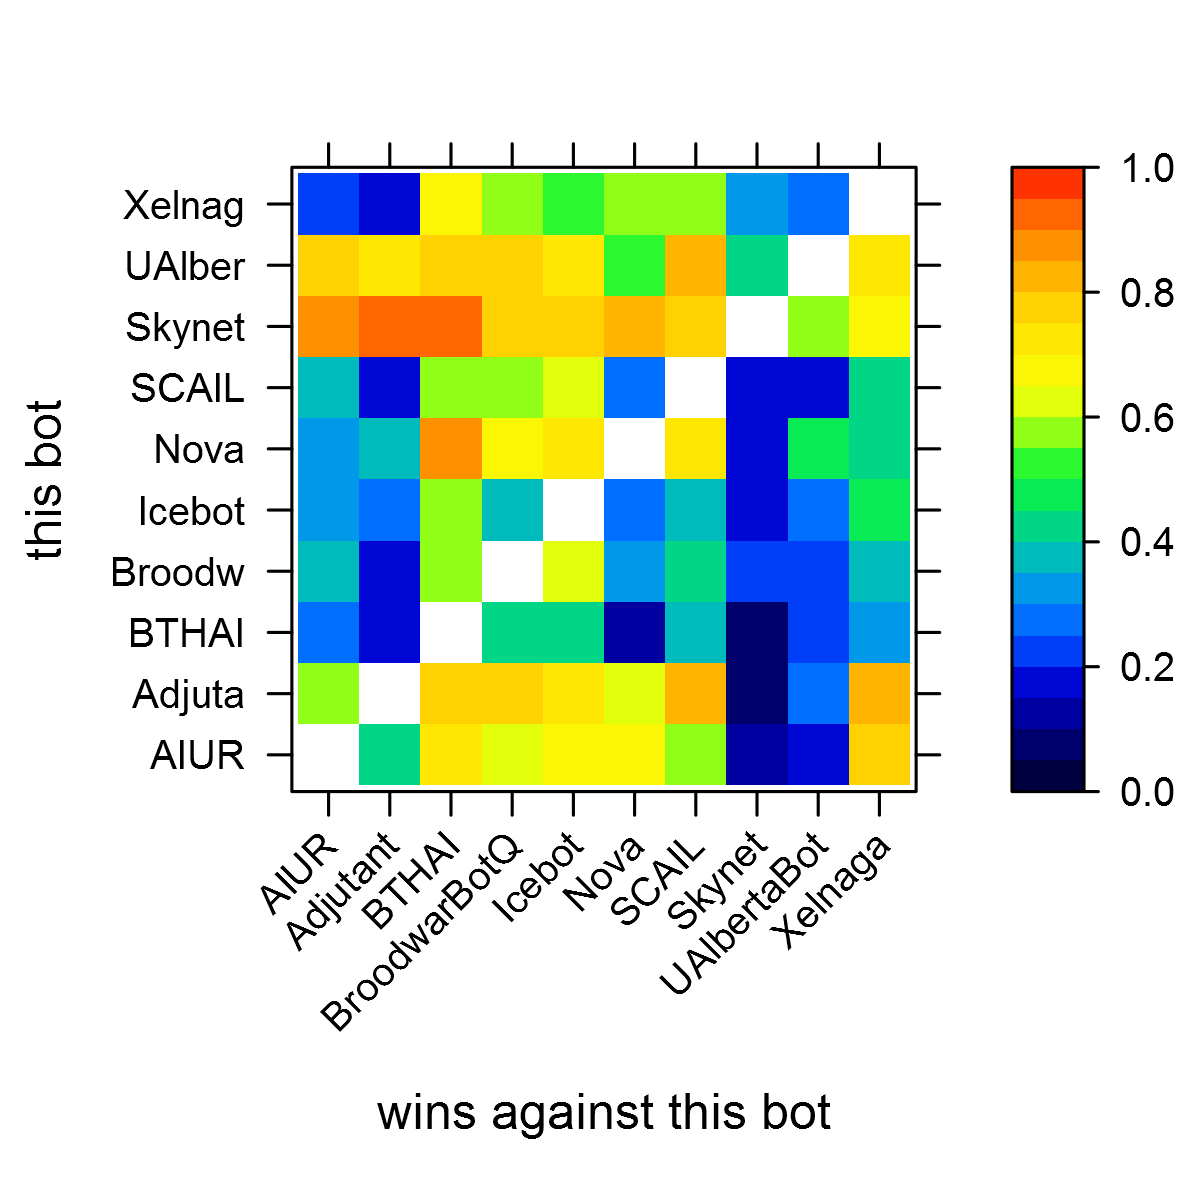 this bot
Xelnag
UAlber
Skynet
SCAIL
Nova
Icebot
Broodw
BTHAI
Adjuta
AIUR
AIUR
Adjutant
BTHAI
BroodwarBotQ
Icebot
Nova
SCAIL
Skynet
UAlbertaBot
Xelnaga
wins against this bot
1.0
0.8
0.6
0.4
0.2
0.0